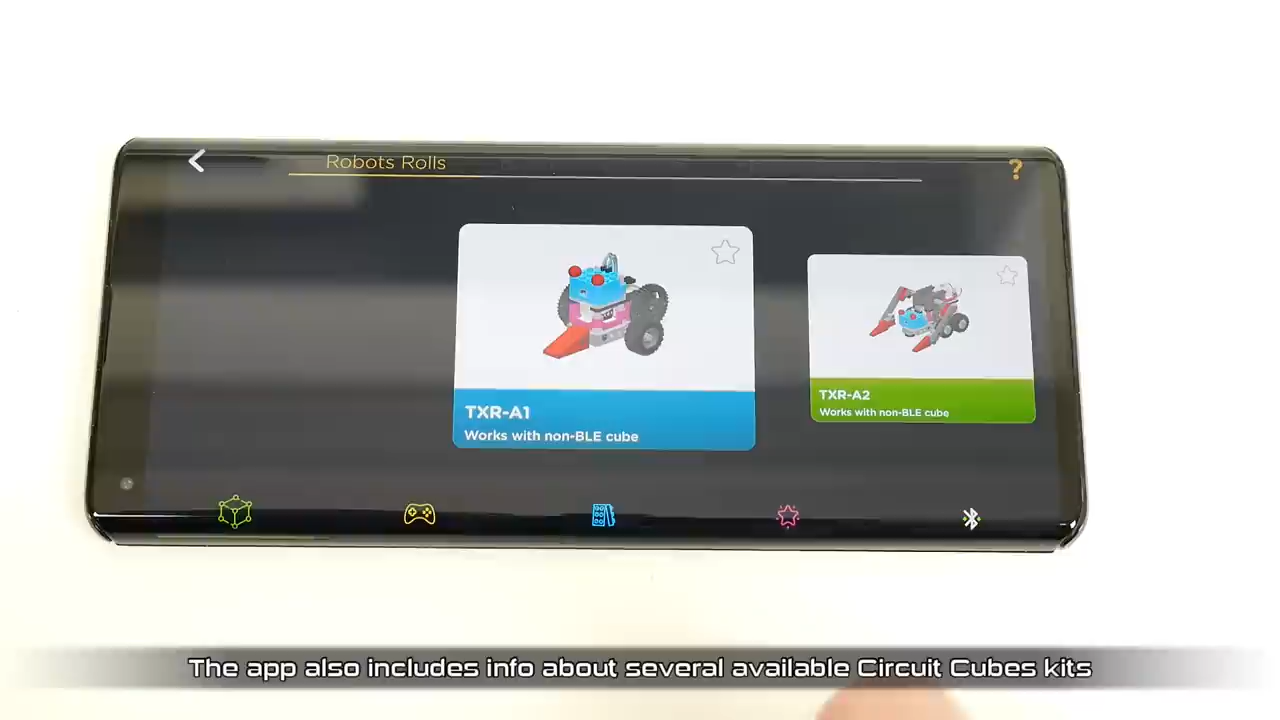 Robots Rolls
?
TXR-A1
Works with non-BLE cube
TXR-A2
Works with non-BLE cube
The app also includes info about several available Circuit Cubes kits